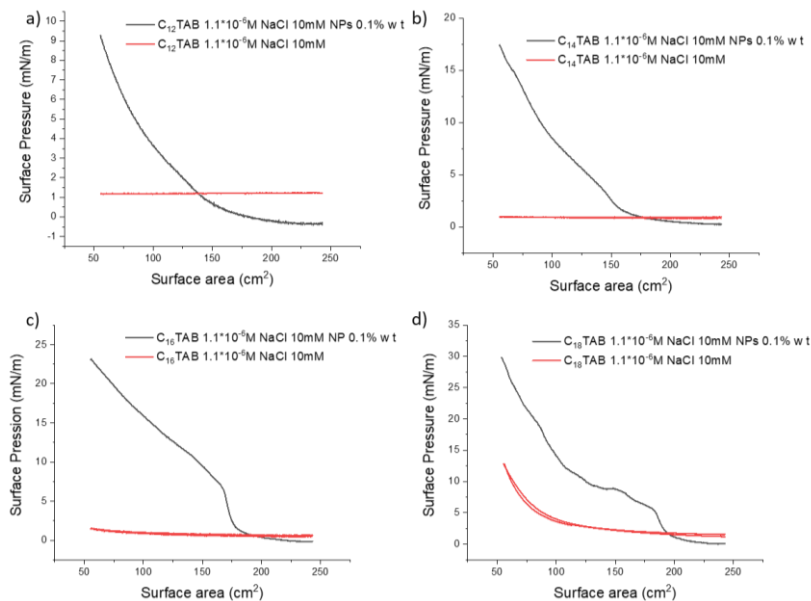 a)
C₁₂TAB 1.1*10⁻⁶M NaCl 10mM NPs 0.1% w t
C₁₂TAB 1.1*10⁻⁶M NaCl 10mM
Surface Pressure (mN/m)
10
9
8
7
6
5
4
3
2
1
0
-1
50 100 150 200 250
Surface area (cm²)
b)
C₁₄TAB 1.1*10⁻⁶M NaCl 10mM NPs 0.1% w t
C₁₄TAB 1.1*10⁻⁶M NaCl 10mM
Surface Pressure (mN/m)
20
15
10
5
0
50 100 150 200 250
Surface area (cm²)
c)
C₁₆TAB 1.1*10⁻⁶M NaCl 10mM NP 0.1% w t
C₁₆TAB 1.1*10⁻⁶M NaCl 10mM
Surface Pression (mN/m)
25
20
15
10
5
0
50 100 150 200 250
Surface area (cm²)
d)
C₁₈TAB 1.1*10⁻⁶M NaCl 10mM NPs 0.1% w t
C₁₈TAB 1.1*10⁻⁶M NaCl 10mM
Surface Pressure (mN/m)
35
30
25
20
15
10
5
0
50 100 150 200 250
Surface area (cm²)